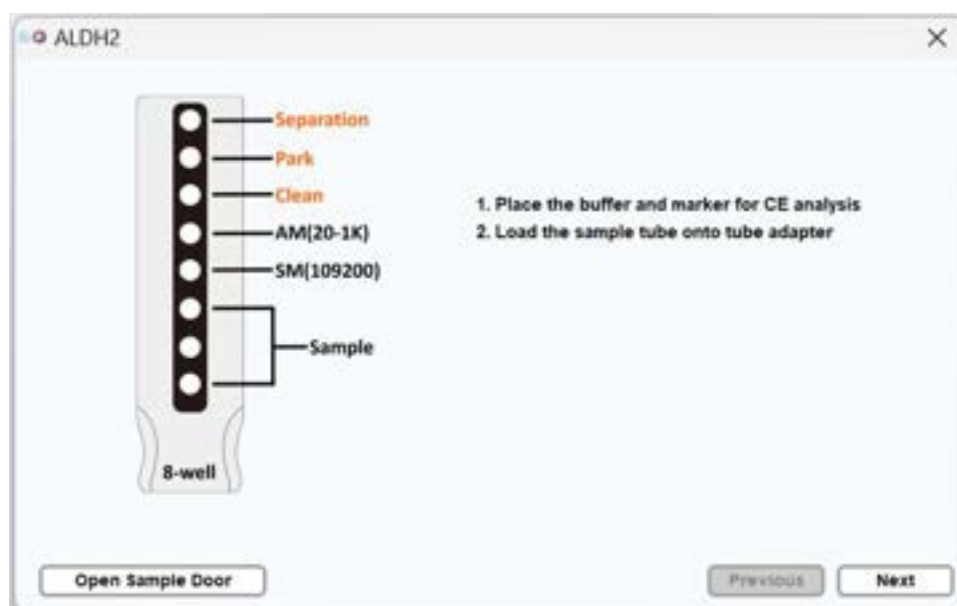 ALDH2
Separation
Park
Clean
AM(20-1K)
SM(109200)
Sample
8-well
1. Place the buffer and marker for CE analysis
2. Load the sample tube onto tube adapter
Open Sample Door
Previous
Next